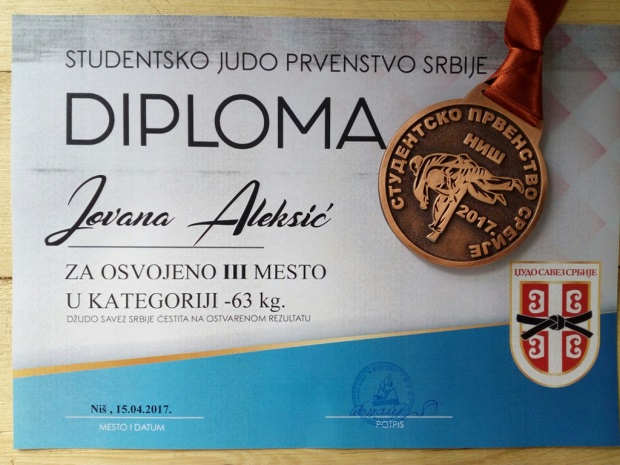 STUDENTSKO JUDO PRVENSTVO SRBIJE
DIPLOMA
Jovana Aleksić
ZA OSVOJENO III MESTO
U KATEGORIJI -63 kg.
DŽUDO SAVEZ SRBIJE ČESTITA NA OSTVARENOM REZULTATU
СТУДЕНТСКО ПРВЕНСТВО СРБИЈЕ
НИШ
2017.
ЏУДО САВЕЗ СРБИЈЕ
Niš , 15.04.2017.
MESTO I DATUM
POTPIS